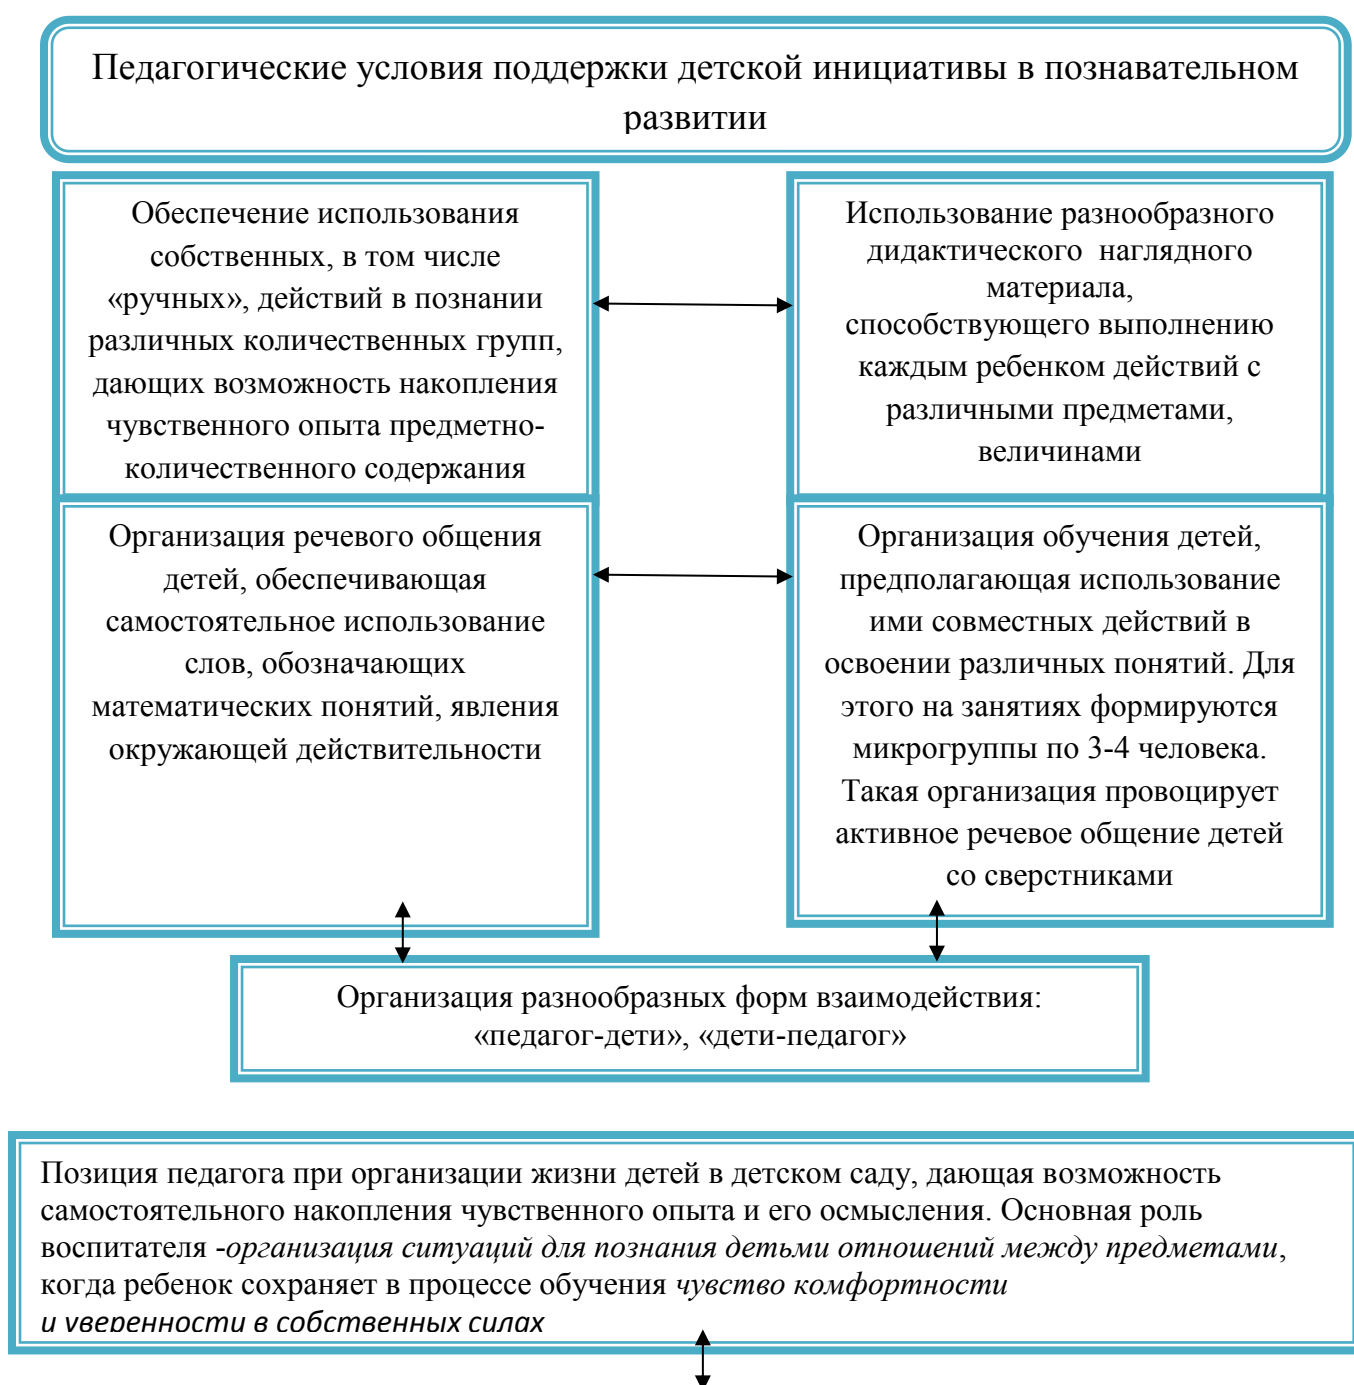 Педагогические условия поддержки детской инициативы в познавательном
развитии
Обеспечение использования
собственных, в том числе
«ручных», действий в познании
различных количественных групп,
дающих возможность накопления
чувственного опыта предметно-
количественного содержания
Использование разнообразного
дидактического наглядного
материала,
способствующего выполнению
каждым ребенком действий с
различными предметами,
величинами
Организация речевого общения
детей, обеспечивающая
самостоятельное использование
слов, обозначающих
математических понятий, явления
окружающей действительности
Организация обучения детей,
предполагающая использование
ими совместных действий в
освоении различных понятий. Для
этого на занятиях формируются
микрогруппы по 3-4 человека.
Такая организация провоцирует
активное речевое общение детей
со сверстниками
Организация разнообразных форм взаимодействия:
«педагог-дети», «дети-педагог»
Позиция педагога при организации жизни детей в детском саду, дающая возможность
самостоятельного накопления чувственного опыта и его осмысления. Основная роль
воспитателя -организация ситуаций для познания детьми отношений между предметами,
когда ребенок сохраняет в процессе обучения чувство комфортности
и уверенности в собственных силах